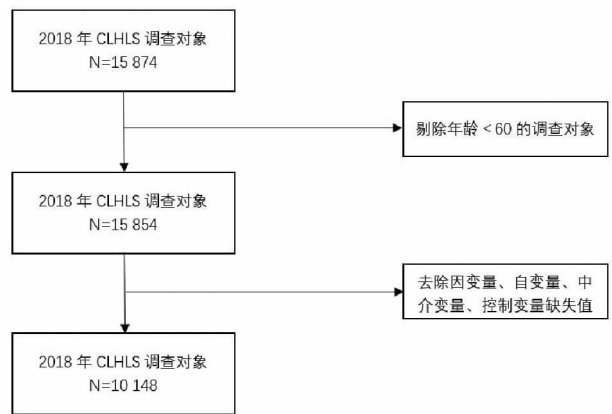 2018 年 CLHLS 调查对象
N=15 874
剔除年龄 < 60 的调查对象
2018 年 CLHLS 调查对象
N=15 854
去除因变量、自变量、中
介变量、控制变量缺失值
2018 年 CLHLS 调查对象
N=10 148